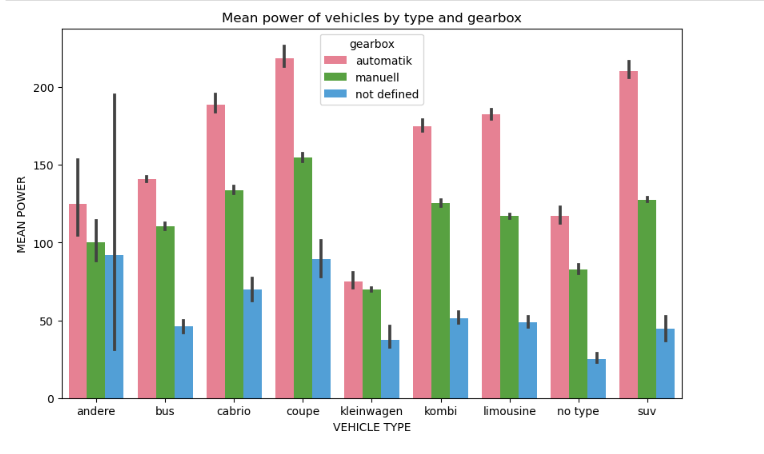 Mean power of vehicles by type and gearbox
gearbox
automatik
manuell
not defined
MEAN POWER
200
150
100
50
0
andere bus cabrio coupe kleinwagen kombi limousine no type suv
VEHICLE TYPE